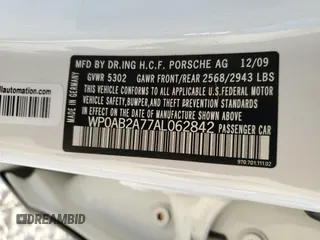 MFD BY DR.ING H.C.F. PORSCHE AG 12/09
GVWR 5302 GAWR FRONT/REAR 2568/2943 LBS
THIS VEHICLE CONFORMS TO ALL APPLICABLE FEDERAL MOTOR
VEHICLE SAFETY, BUMPER, AND THEFT PREVENTION STANDARDS IN
EFFECT ON THE DATE OF MANUFACTURE SHOWN ABOVE
WP0AB2A77AL062842 PASSENGER CAR
MADE IN GERMANY
970.701.111.02
llautomation.com
DREAMBID